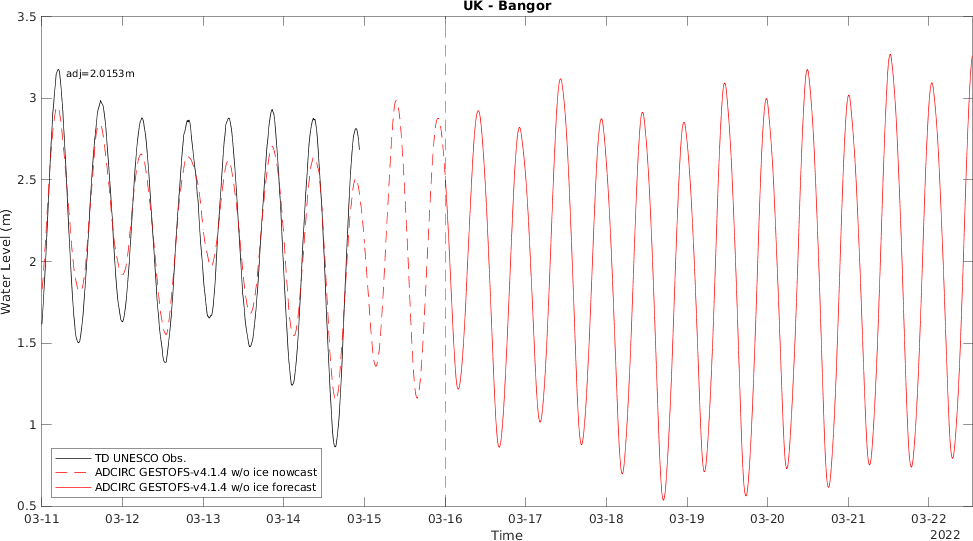 UK - Bangor
adj=2.0153m
3.5
3
2.5
2
1.5
1
0.5
Water Level (m)
TD UNESCO Obs.
ADCIRC GESTOFS-v4.1.4 w/o ice nowcast
ADCIRC GESTOFS-v4.1.4 w/o ice forecast
03-11 03-12 03-13 03-14 03-15 03-16 03-17 03-18 03-19 03-20 03-21 03-22
Time
2022